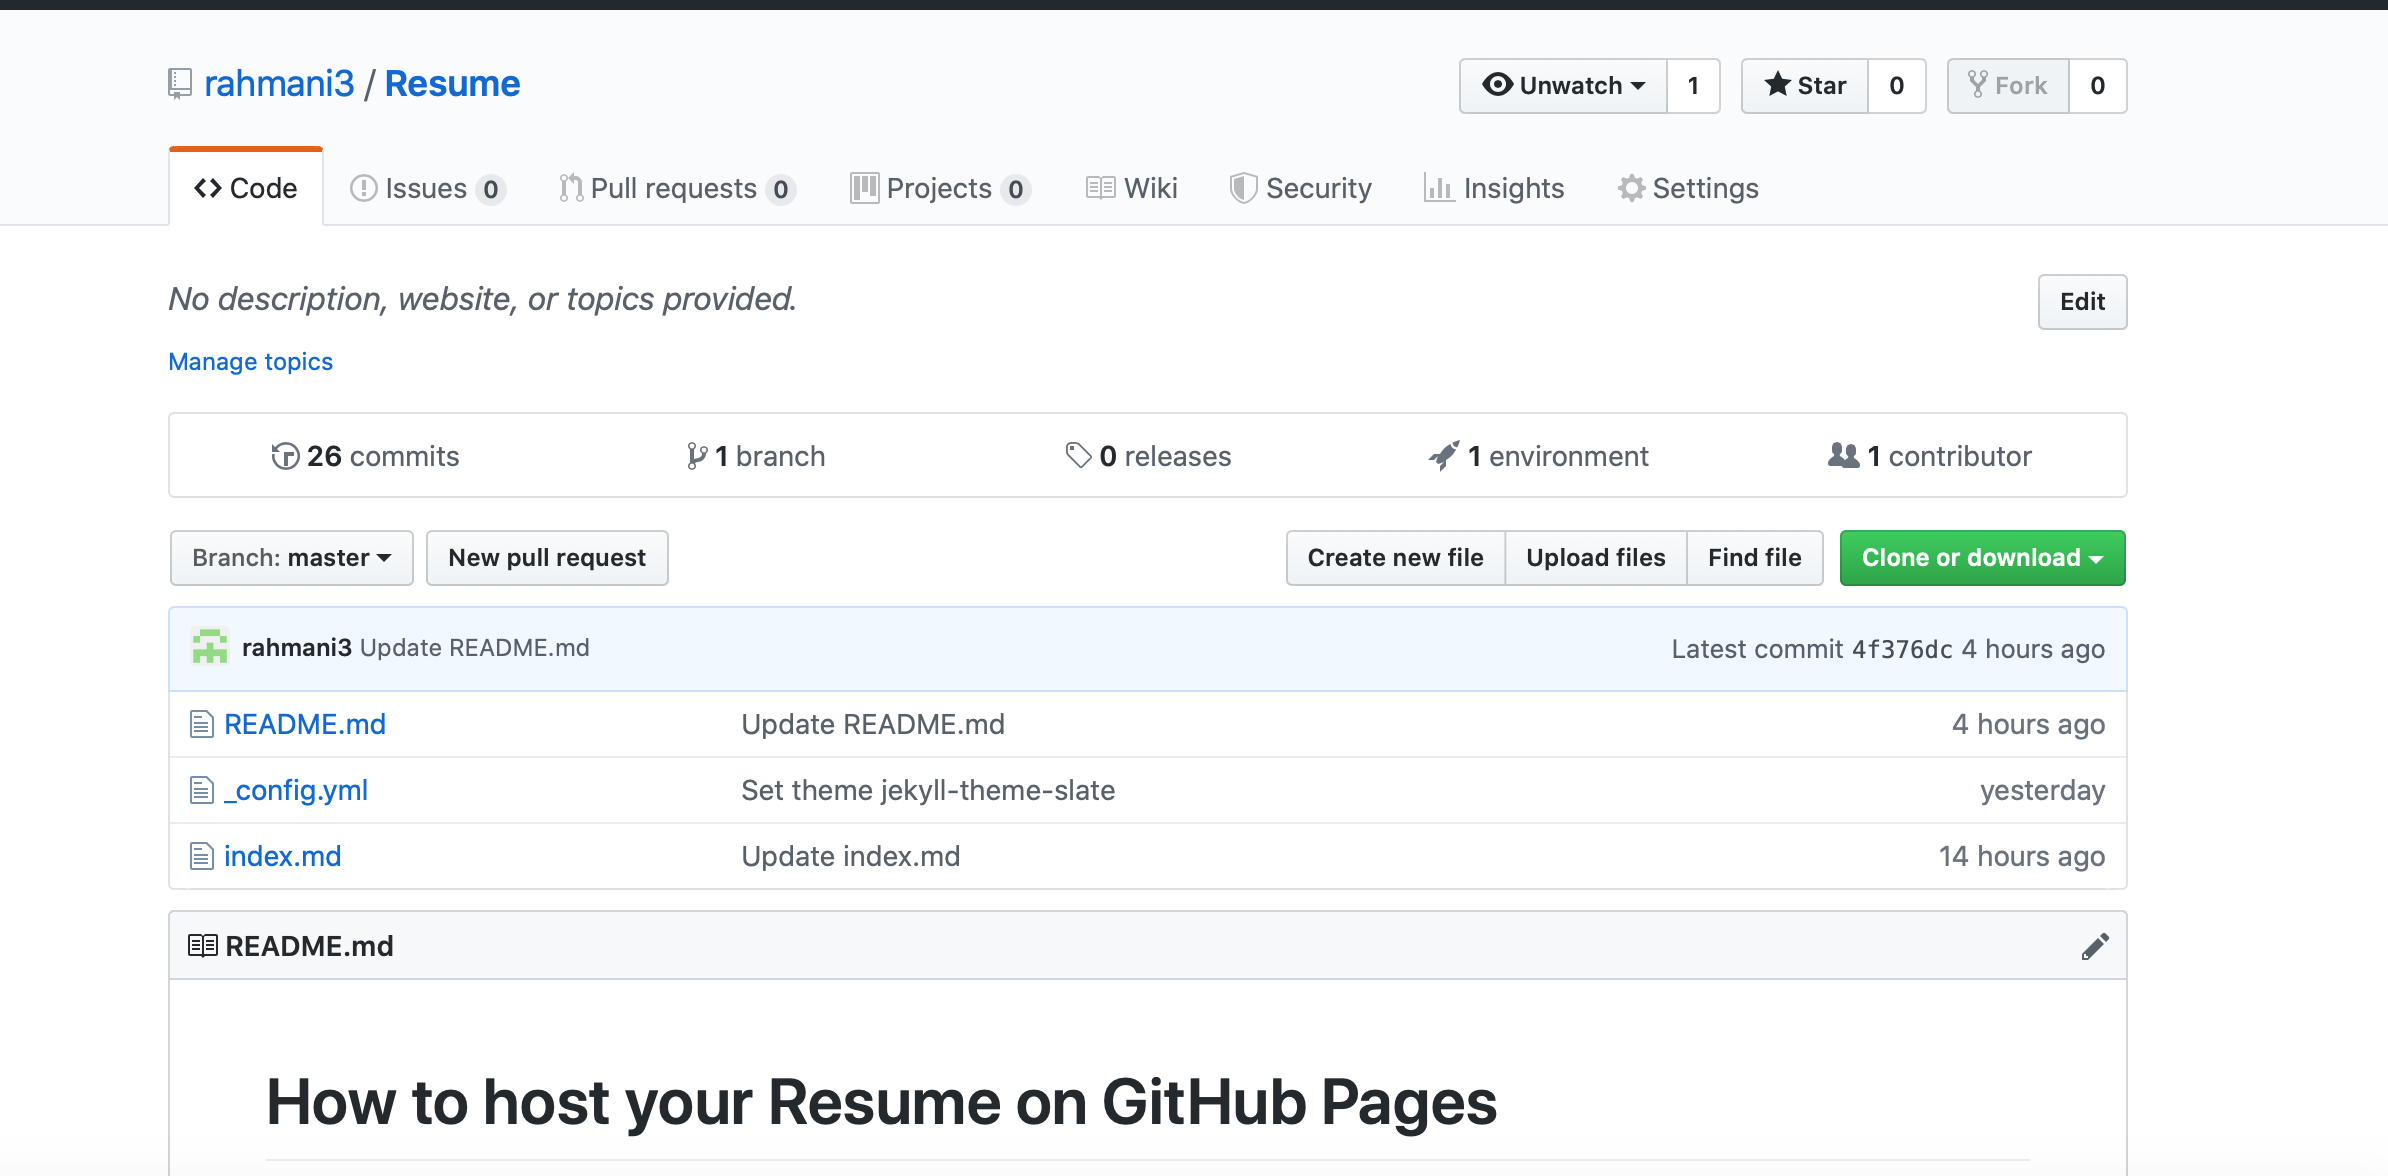 rahmani3 / Resume
Unwatch 1 Star 0 Fork 0
Code Issues 0 Pull requests 0 Projects 0 Wiki Security Insights Settings
No description, website, or topics provided. Edit
Manage topics
26 commits 1 branch 0 releases 1 environment 1 contributor
Branch: master New pull request Create new file Upload files Find file Clone or download
rahmani3 Update README.md Latest commit 4f376dc 4 hours ago
README.md Update README.md 4 hours ago
_config.yml Set theme jekyll-theme-slate yesterday
index.md Update index.md 14 hours ago
README.md
How to host your Resume on GitHub Pages